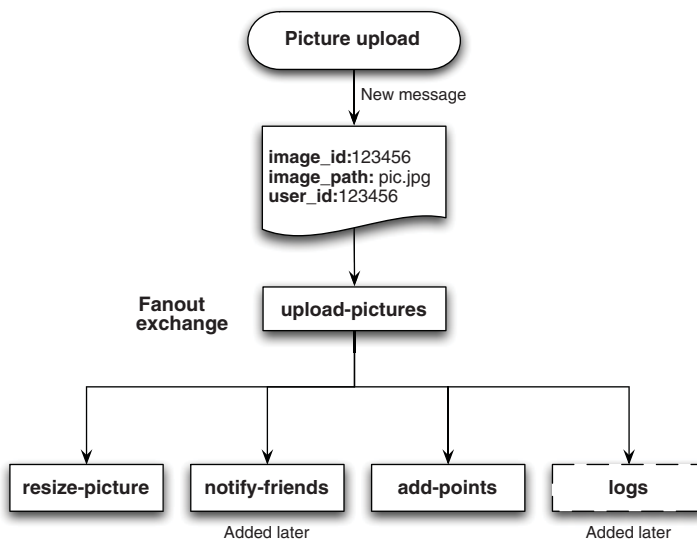 Picture upload
New message
image_id:123456
image_path: pic.jpg
user_id:123456
Fanout
exchange
upload-pictures
resize-picture
notify-friends
add-points
logs
Added later
Added later